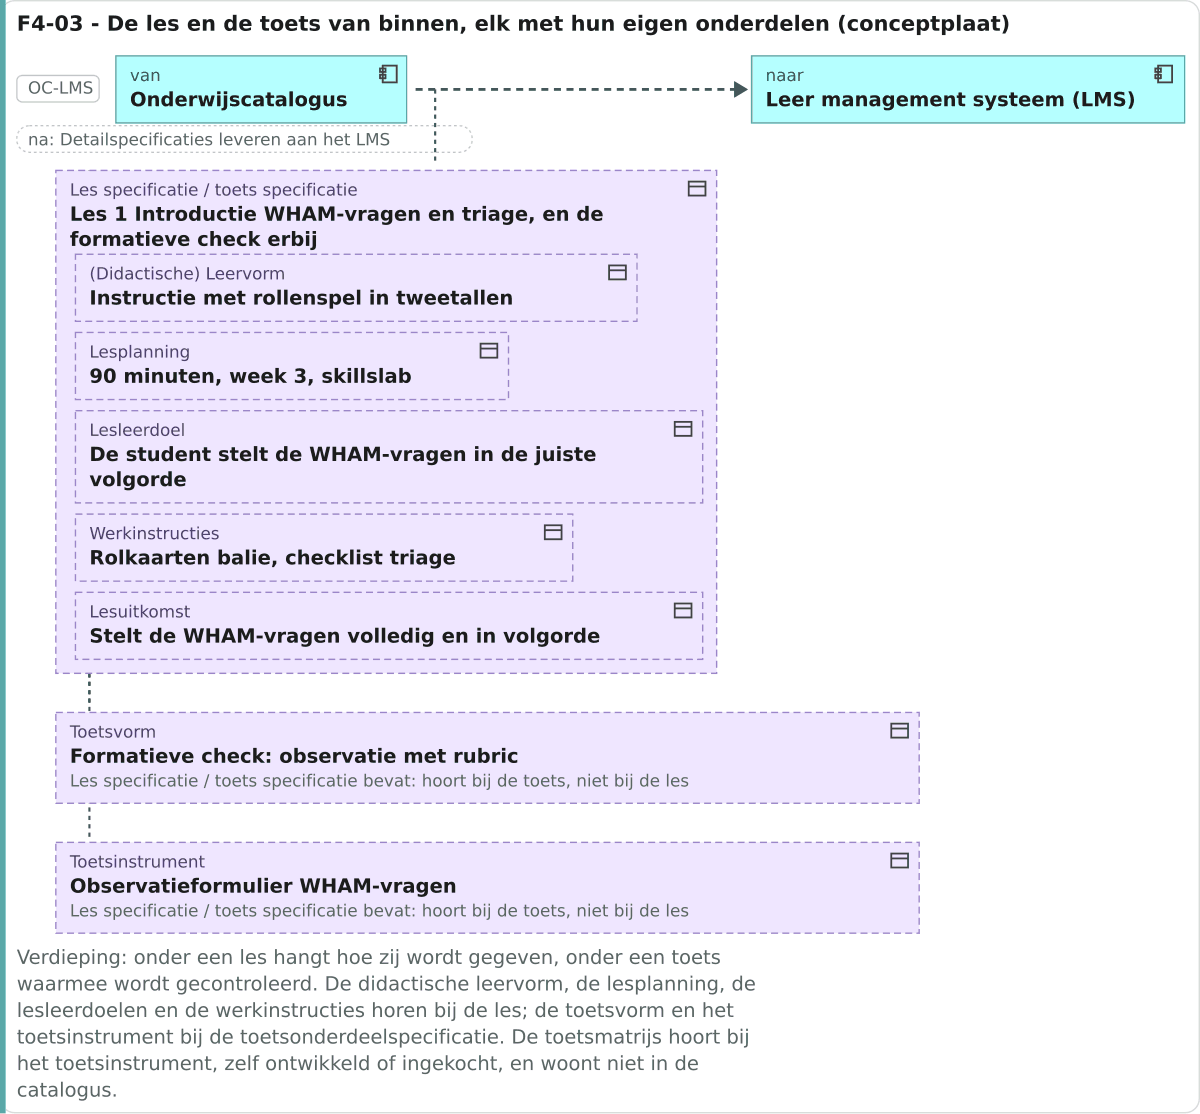 F4-03 - De les en de toets van binnen, elk met hun eigen onderdelen (conceptplaat)
OC-LMS
van
Onderwijscatalogus
naar
Leer management systeem (LMS)
na: Detailspecificaties leveren aan het LMS
Les specificatie / toets specificatie
Les 1 Introductie WHAM-vragen en triage, en de
formatieve check erbij
(Didactische) Leervorm
Instructie met rollenspel in tweetallen
Lesplanning
90 minuten, week 3, skillslab
Lesleerdoel
De student stelt de WHAM-vragen in de juiste
volgorde
Werkinstructies
Rolkaarten balie, checklist triage
Lesuitkomst
Stelt de WHAM-vragen volledig en in volgorde
Toetsvorm
Formatieve check: observatie met rubric
Les specificatie / toets specificatie bevat: hoort bij de toets, niet bij de les
Toetsinstrument
Observatieformulier WHAM-vragen
Les specificatie / toets specificatie bevat: hoort bij de toets, niet bij de les
Verdieping: onder een les hangt hoe zij wordt gegeven, onder een toets
waarmee wordt gecontroleerd. De didactische leervorm, de lesplanning, de
lesleerdoelen en de werkinstructies horen bij de les; de toetsvorm en het
toetsinstrument bij de toetsonderdeelspecificatie. De toetsmatrijs hoort bij
het toetsinstrument, zelf ontwikkeld of ingekocht, en woont niet in de
catalogus.